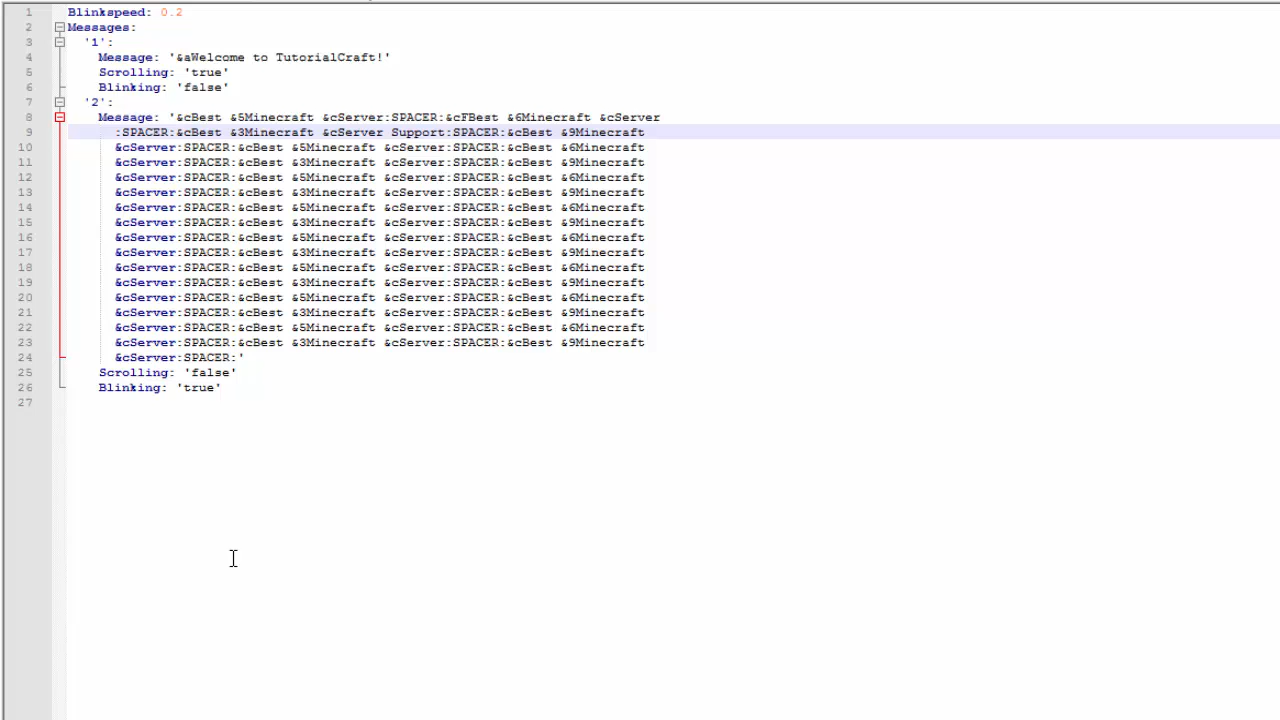 1 Blinkspeed: 0.2
2 Messages:
3 '1':
4 Message: '&aWelcome to TutorialCraft!'
5 Scrolling: 'true'
6 Blinking: 'false'
7 '2':
8 Message: '&cBest &5Minecraft &cServer:SPACER:&cFBest &6Minecraft &cServer
9 :SPACER:&cBest &3Minecraft &cServer Support:SPACER:&cBest &9Minecraft
10 &cServer:SPACER:&cBest &5Minecraft &cServer:SPACER:&cBest &6Minecraft
11 &cServer:SPACER:&cBest &3Minecraft &cServer:SPACER:&cBest &9Minecraft
12 &cServer:SPACER:&cBest &5Minecraft &cServer:SPACER:&cBest &6Minecraft
13 &cServer:SPACER:&cBest &3Minecraft &cServer:SPACER:&cBest &9Minecraft
14 &cServer:SPACER:&cBest &5Minecraft &cServer:SPACER:&cBest &6Minecraft
15 &cServer:SPACER:&cBest &3Minecraft &cServer:SPACER:&cBest &9Minecraft
16 &cServer:SPACER:&cBest &5Minecraft &cServer:SPACER:&cBest &6Minecraft
17 &cServer:SPACER:&cBest &3Minecraft &cServer:SPACER:&cBest &9Minecraft
18 &cServer:SPACER:&cBest &5Minecraft &cServer:SPACER:&cBest &6Minecraft
19 &cServer:SPACER:&cBest &3Minecraft &cServer:SPACER:&cBest &9Minecraft
20 &cServer:SPACER:&cBest &5Minecraft &cServer:SPACER:&cBest &6Minecraft
21 &cServer:SPACER:&cBest &3Minecraft &cServer:SPACER:&cBest &9Minecraft
22 &cServer:SPACER:&cBest &5Minecraft &cServer:SPACER:&cBest &6Minecraft
23 &cServer:SPACER:&cBest &3Minecraft &cServer:SPACER:&cBest &9Minecraft
24 &cServer:SPACER:'
25 Scrolling: 'false'
26 Blinking: 'true'
27